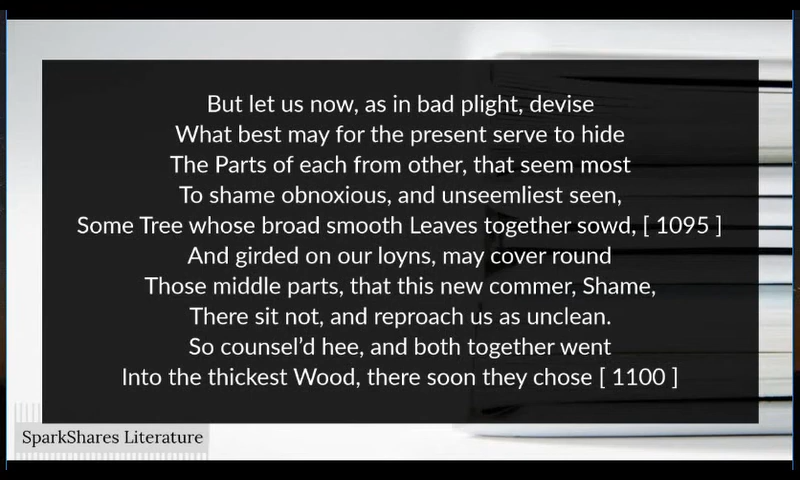 But let us now, as in bad plight, devise
What best may for the present serve to hide
The Parts of each from other, that seem most
To shame obnoxious, and unseemliest seen,
Some Tree whose broad smooth Leaves together sowd, [ 1095 ]
And girded on our loyns, may cover round
Those middle parts, that this new commer, Shame,
There sit not, and reproach us as unclean.
So counsel’d hee, and both together went
Into the thickest Wood, there soon they chose [ 1100 ]
SparkShares Literature